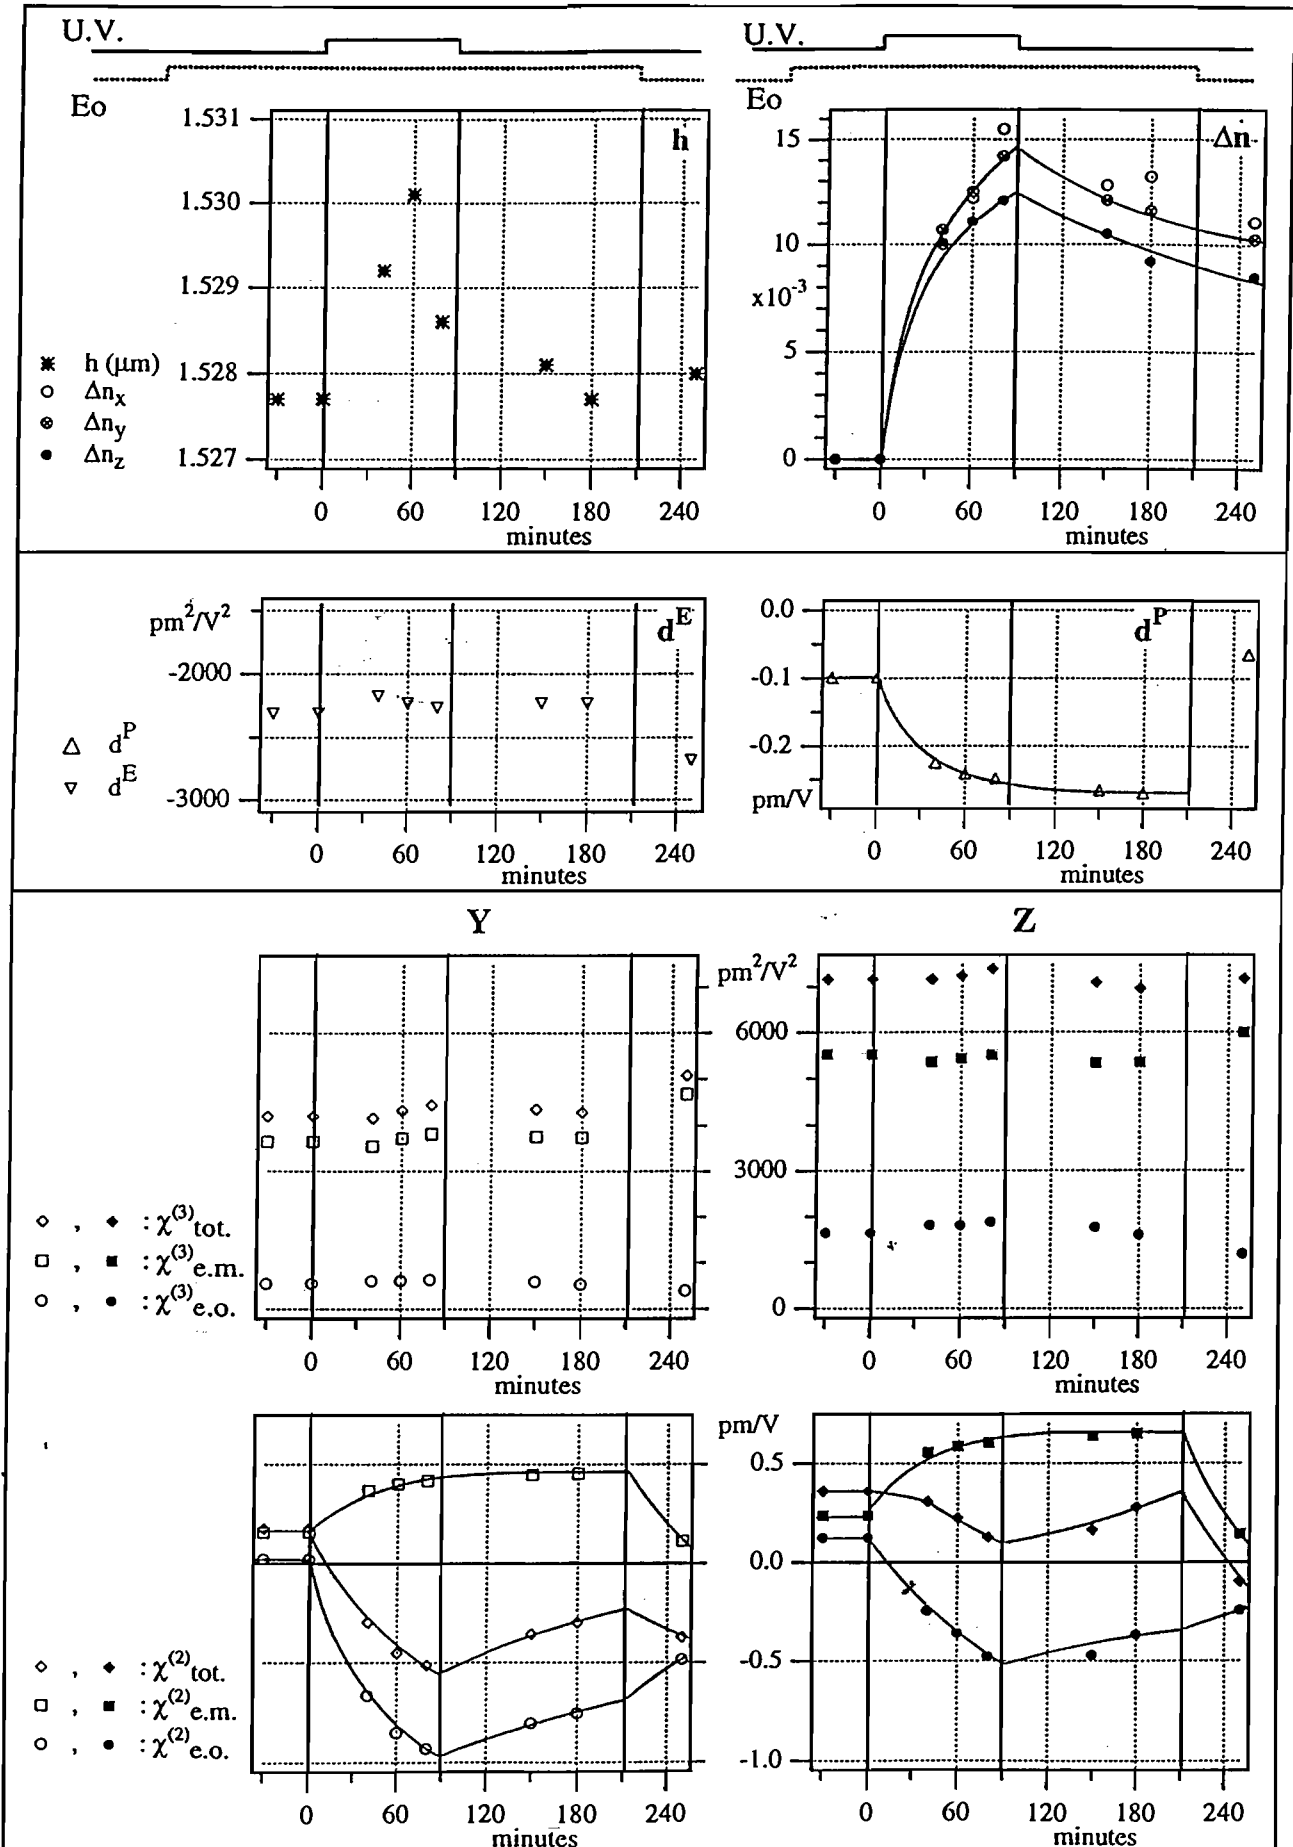 U.V.
U.V.
Eo
Eo
1.531
1.530
1.529
1.528
1.527
h
* h (μm)
○ Δnx
⊗ Δny
● Δnz
0 60 120 180 240
minutes
15
10
x10⁻³
5
0
Δn
0 60 120 180 240
minutes
pm²/V²
-2000
-3000
dᴱ
△ dᴾ
▽ dᴱ
0 60 120 180 240
minutes
0.0
-0.1
-0.2
pm/V
dᴾ
0 60 120 180 240
minutes
Y
Z
pm²/V²
6000
3000
0
◇ , ◆ : χ⁽³⁾tot.
□ , ■ : χ⁽³⁾e.m.
○ , ● : χ⁽³⁾e.o.
0 60 120 180 240
minutes
0 60 120 180 240
minutes
pm/V
0.5
0.0
-0.5
-1.0
◇ , ◆ : χ⁽²⁾tot.
□ , ■ : χ⁽²⁾e.m.
○ , ● : χ⁽²⁾e.o.
0 60 120 180 240
minutes
0 60 120 180 240
minutes